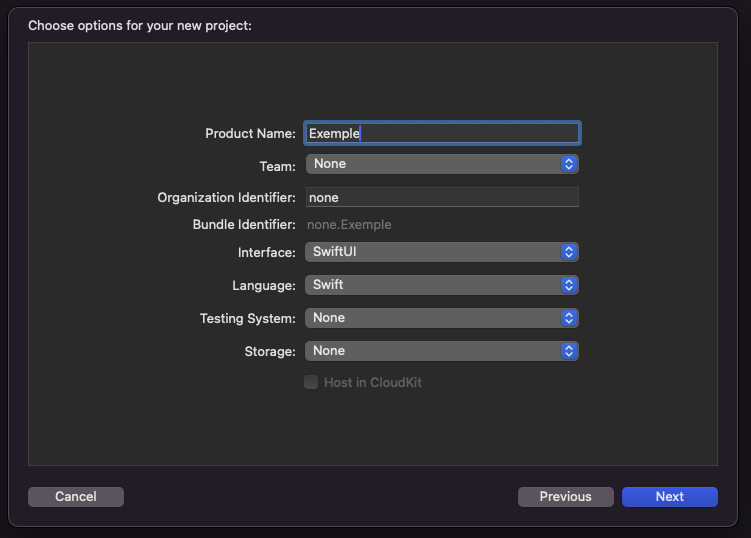 Choose options for your new project:
Product Name: Exemple
Team: None
Organization Identifier: none
Bundle Identifier: none.Exemple
Interface: SwiftUI
Language: Swift
Testing System: None
Storage: None
Host in CloudKit
Cancel Previous Next